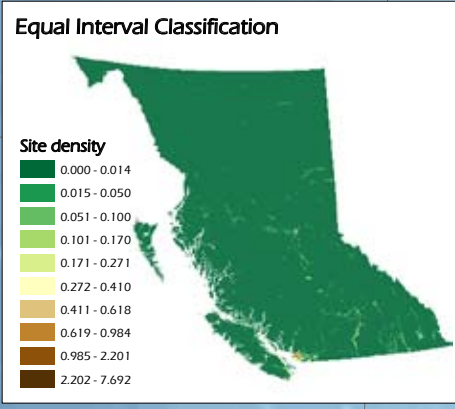 Equal Interval Classification
Site density
0.000 - 0.014
0.015 - 0.050
0.051 - 0.100
0.101 - 0.170
0.171 - 0.271
0.272 - 0.410
0.411 - 0.618
0.619 - 0.984
0.985 - 2.201
2.202 - 7.692